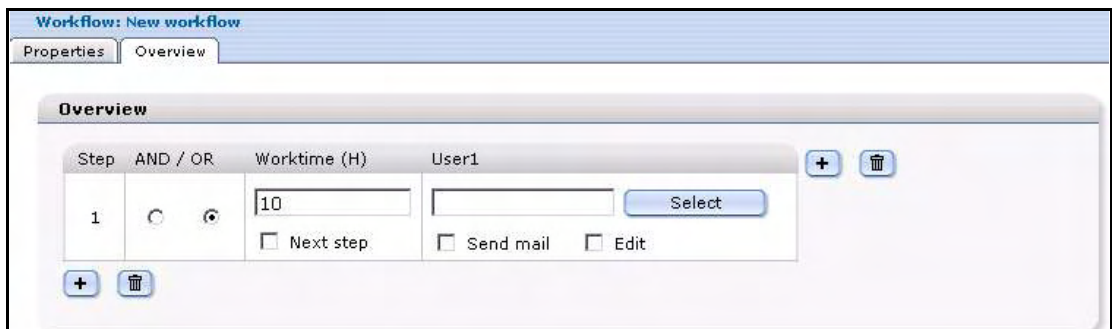 Workflow: New workflow
Properties Overview
Overview
Step AND / OR Worktime (H) User1
1 10 Select
Next step Send mail Edit